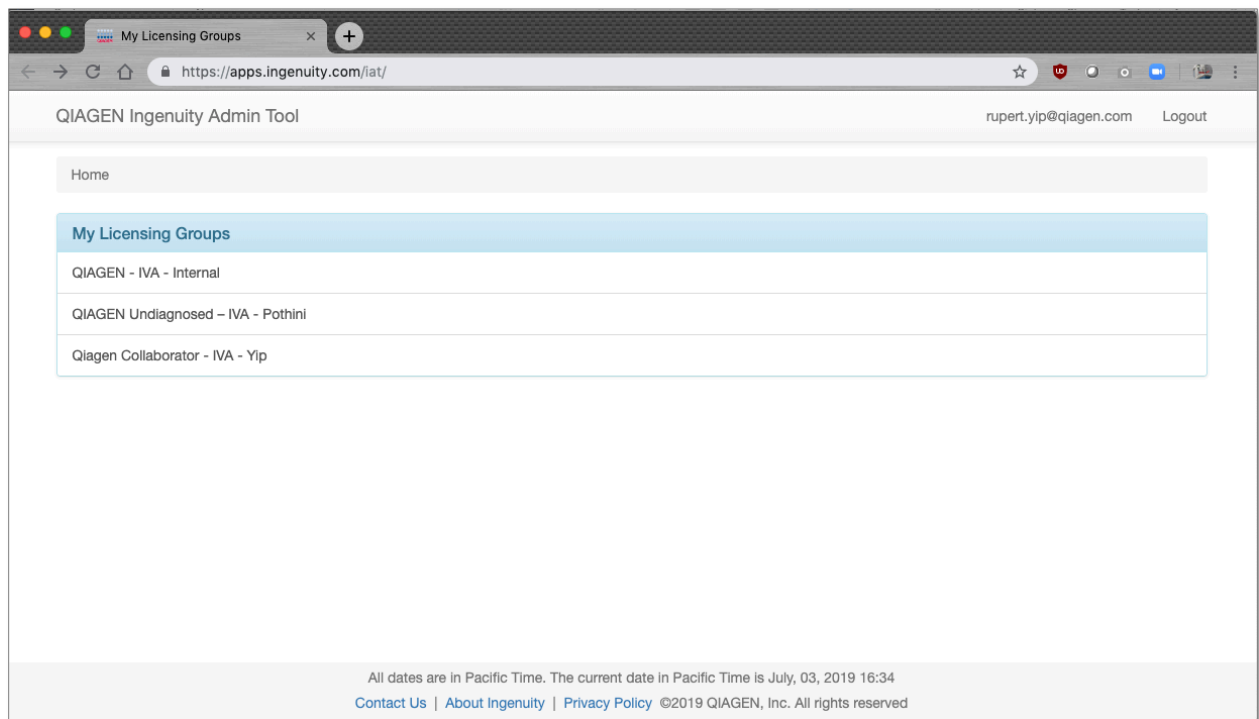 My Licensing Groups
https://apps.ingenuity.com/iat/
QIAGEN Ingenuity Admin Tool
rupert.yip@qiagen.com Logout
Home
My Licensing Groups
QIAGEN - IVA - Internal
QIAGEN Undiagnosed – IVA - Pothini
Qiagen Collaborator - IVA - Yip
All dates are in Pacific Time. The current date in Pacific Time is July, 03, 2019 16:34
Contact Us | About Ingenuity | Privacy Policy ©2019 QIAGEN, Inc. All rights reserved